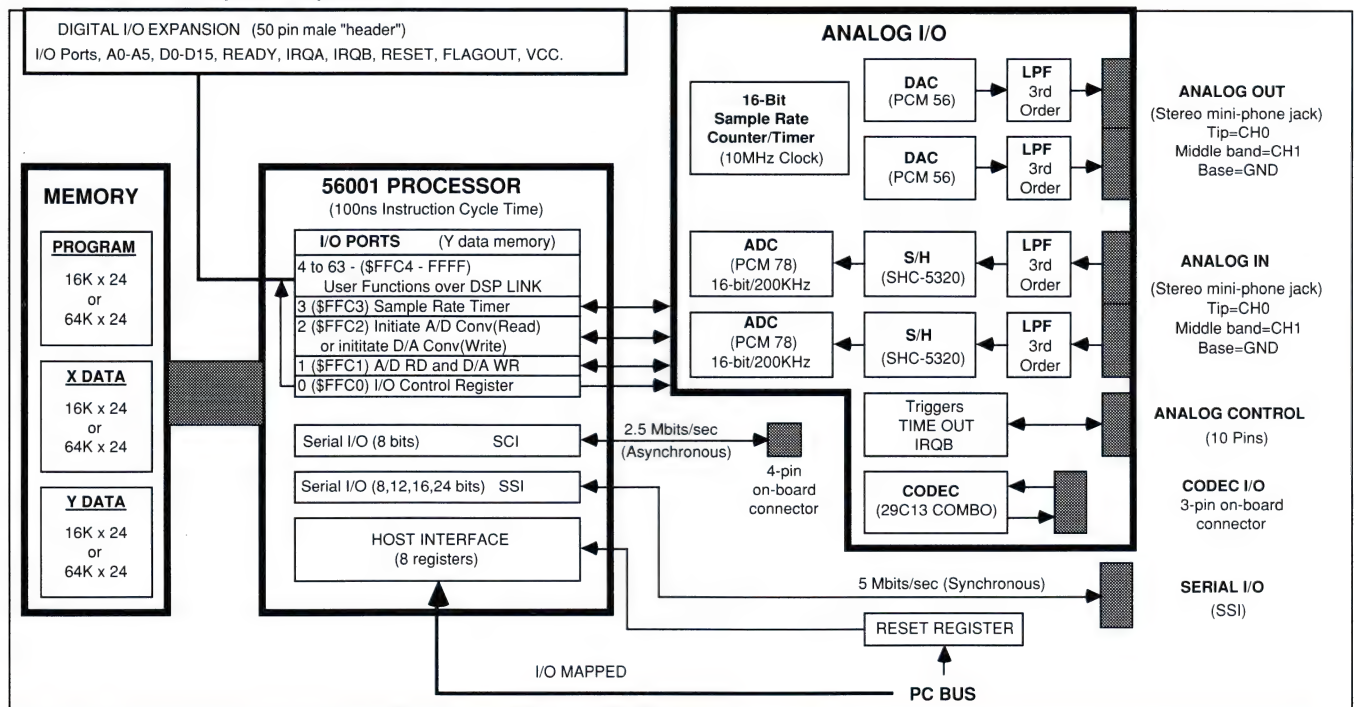 DIGITAL I/O EXPANSION (50 pin male "header")
I/O Ports, A0-A5, D0-D15, READY, IRQA, IRQB, RESET, FLAGOUT, VCC.
MEMORY
PROGRAM
16K x 24
or
64K x 24
X DATA
16K x 24
or
64K x 24
Y DATA
16K x 24
or
64K x 24
56001 PROCESSOR
(100ns Instruction Cycle Time)
I/O PORTS (Y data memory)
4 to 63 - ($FFC4 - FFFF)
User Functions over DSP LINK
3 ($FFC3) Sample Rate Timer
2 ($FFC2) Initiate A/D Conv(Read)
or inititate D/A Conv(Write)
1 ($FFC1) A/D RD and D/A WR
0 ($FFC0) I/O Control Register
Serial I/O (8 bits) SCI
Serial I/O (8,12,16,24 bits) SSI
HOST INTERFACE
(8 registers)
2.5 Mbits/sec
(Asynchronous)
4-pin
on-board
connector
ANALOG I/O
16-Bit
Sample Rate
Counter/Timer
(10MHz Clock)
DAC
(PCM 56)
LPF
3rd
Order
DAC
(PCM 56)
LPF
3rd
Order
ADC
(PCM 78)
16-bit/200KHz
S/H
(SHC-5320)
LPF
3rd
Order
ADC
(PCM 78)
16-bit/200KHz
S/H
(SHC-5320)
LPF
3rd
Order
Triggers
TIME OUT
IRQB
CODEC
(29C13 COMBO)
ANALOG OUT
(Stereo mini-phone jack)
Tip=CH0
Middle band=CH1
Base=GND
ANALOG IN
(Stereo mini-phone jack)
Tip=CH0
Middle band=CH1
Base=GND
ANALOG CONTROL
(10 Pins)
CODEC I/O
3-pin on-board
connector
5 Mbits/sec (Synchronous)
SERIAL I/O
(SSI)
RESET REGISTER
I/O MAPPED
PC BUS